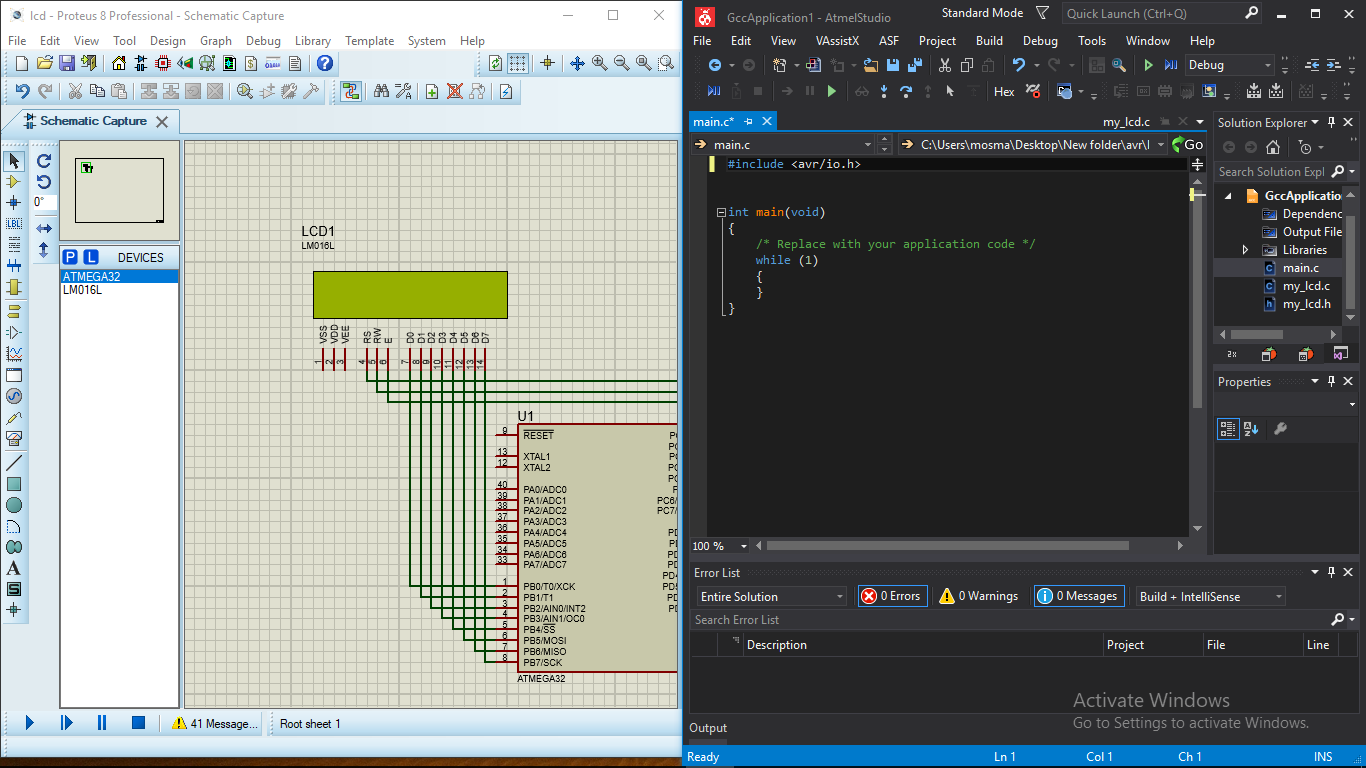 lcd - Proteus 8 Professional - Schematic Capture
File Edit View Tool Design Graph Debug Library Template System Help
Schematic Capture
0°
LBL
P L DEVICES
ATMEGA32
LM016L
A
S
LCD1
LM016L
VSS VDD VEE RS RW E D0 D1 D2 D3 D4 D5 D6 D7
1 2 3 4 5 6 7 8 9 10 11 12 13 14
U1
9 RESET
13 XTAL1
12 XTAL2
40 PA0/ADC0
39 PA1/ADC1
38 PA2/ADC2
37 PA3/ADC3
36 PA4/ADC4
35 PA5/ADC5
34 PA6/ADC6
33 PA7/ADC7
1 PB0/T0/XCK
2 PB1/T1
3 PB2/AIN0/INT2
4 PB3/AIN1/OC0
5 PB4/SS
6 PB5/MOSI
7 PB6/MISO
8 PB7/SCK
PC6/
PC7/
PD4
PD5
ATMEGA32
41 Message...
Root sheet 1
GccApplication1 - AtmelStudio
Standard Mode
Quick Launch (Ctrl+Q)
File Edit View VAssistX ASF Project Build Debug Tools Window Help
Debug
Hex
main.c*
my_lcd.c
main.c
C:\Users\mosma\Desktop\New folder\avr\l
Go
#include <avr/io.h>
int main(void)
{
/* Replace with your application code */
while (1)
{
}
}
100 %
Solution Explorer
Search Solution Expl
GccApplication
Dependenc
Output File
Libraries
main.c
my_lcd.c
my_lcd.h
Properties
Error List
Entire Solution
0 Errors
0 Warnings
0 Messages
Build + IntelliSense
Search Error List
Description Project File Line
Activate Windows
Go to Settings to activate Windows.
Output
Ready
Ln 1 Col 1 Ch 1 INS